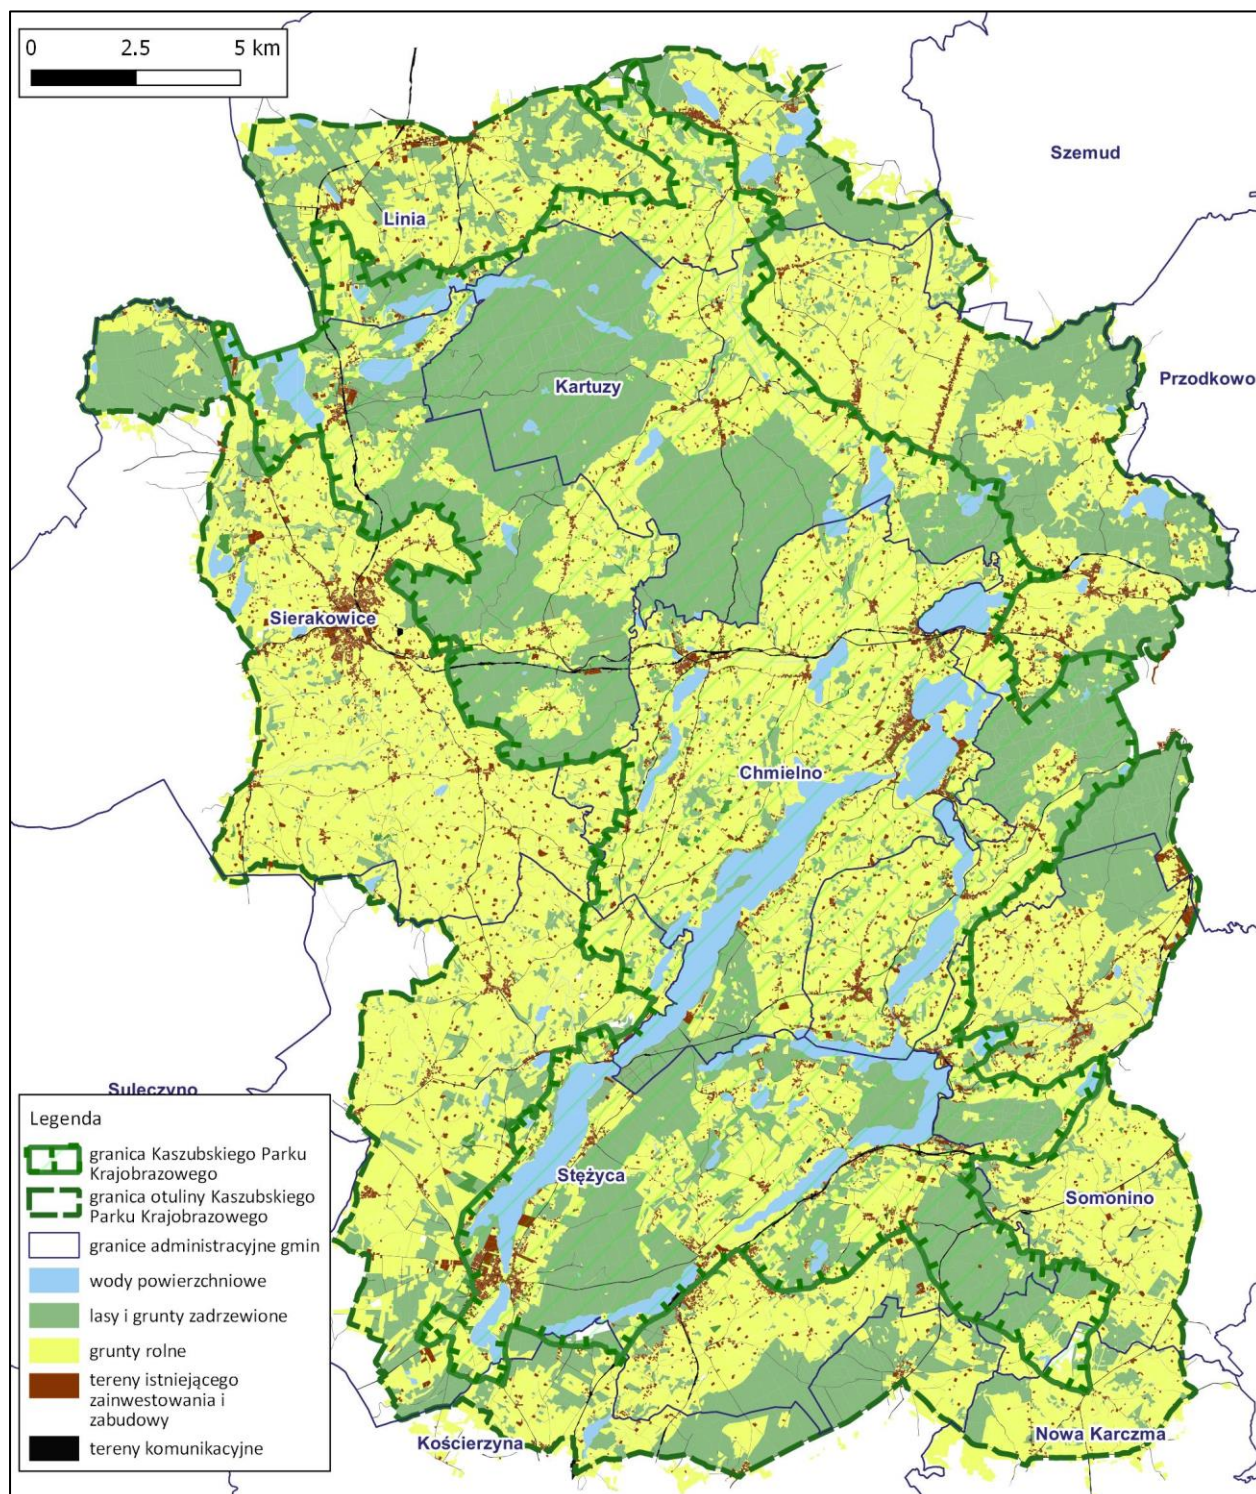 0 2.5 5 km
Szemud
Linia
Przodkowo
Kartuzy
Sierakowice
Chmielno
Sulęczyno
Stężyca
Somonino
Nowa Karczma
Kościerzyna
Legenda
granica Kaszubskiego Parku
Krajobrazowego
granica otuliny Kaszubskiego
Parku Krajobrazowego
granice administracyjne gmin
wody powierzchniowe
lasy i grunty zadrzewione
grunty rolne
tereny istniejącego
zainwestowania i
zabudowy
tereny komunikacyjne